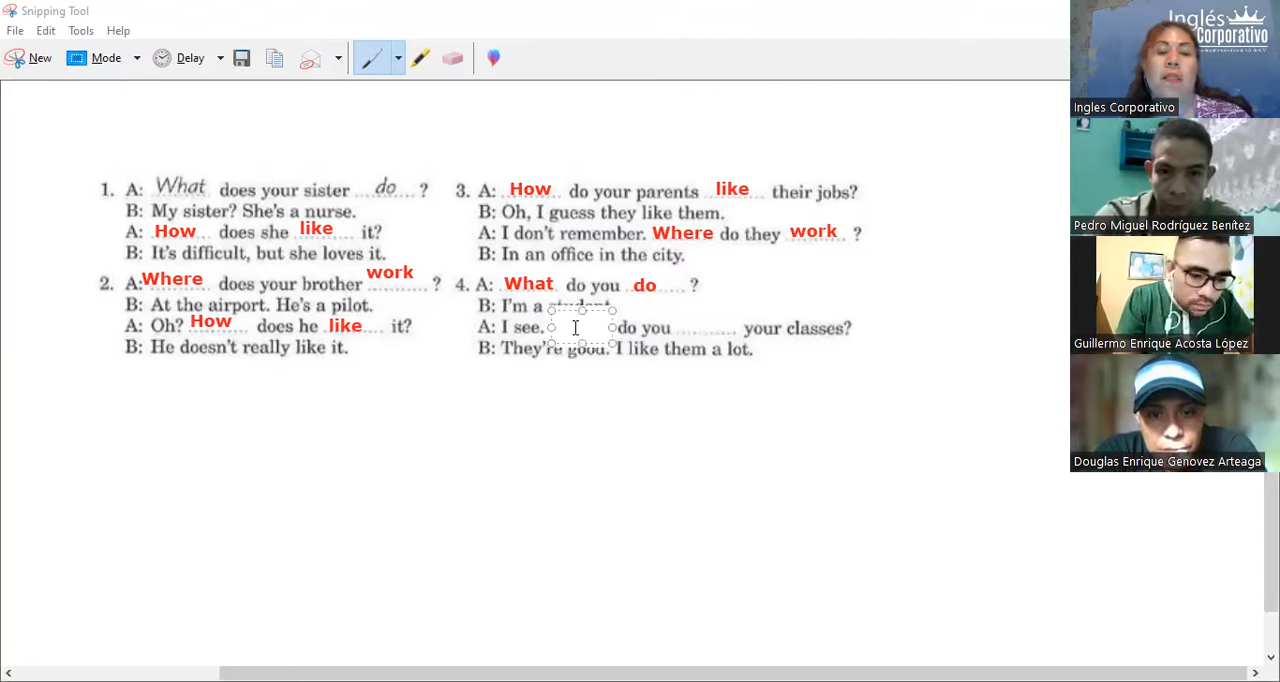 Snipping Tool
File Edit Tools Help
New Mode Delay
Inglés
Corporativo
Ingles Corporativo
Pedro Miguel Rodríguez Benítez
Guillermo Enrique Acosta López
Douglas Enrique Genovez Arteaga
1. A: What does your sister do ?
B: My sister? She's a nurse.
A: How does she like it?
B: It's difficult, but she loves it.
2. A: Where does your brother work ?
B: At the airport. He's a pilot.
A: Oh? How does he like it?
B: He doesn't really like it.
3. A: How do your parents like their jobs?
B: Oh, I guess they like them.
A: I don't remember. Where do they work ?
B: In an office in the city.
4. A: What do you do ?
B: I'm a student.
A: I see. do you your classes?
B: They're good. I like them a lot.